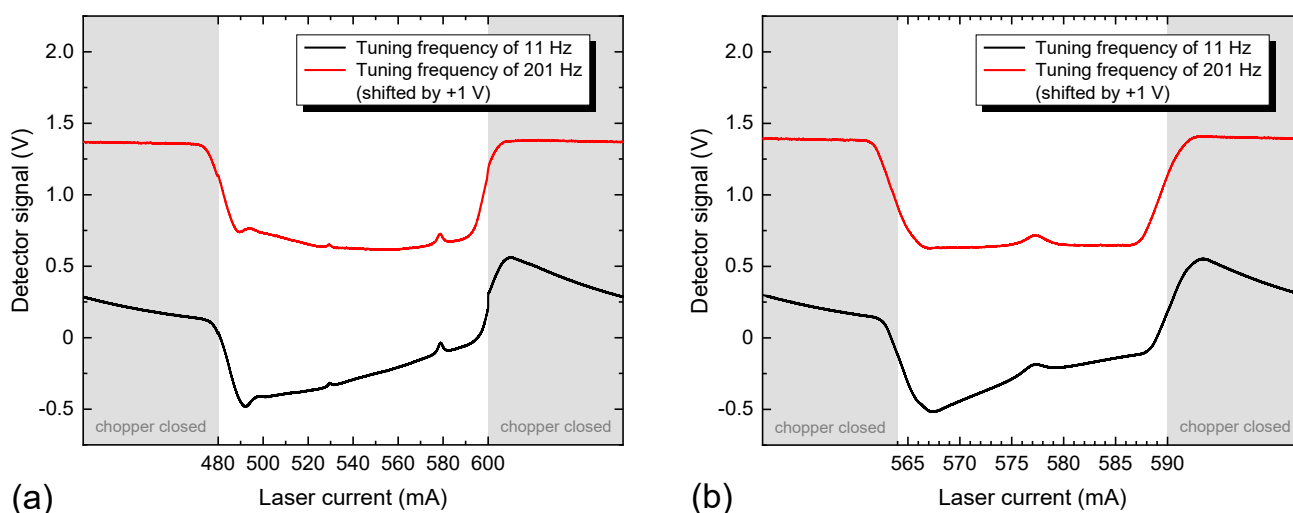 2.0
1.5
1.0
0.5
0
-0.5
Detector signal (V)
Tuning frequency of 11 Hz
Tuning frequency of 201 Hz
(shifted by +1 V)
chopper closed
chopper closed
480 500 520 540 560 580 600
Laser current (mA)
(a)
2.0
1.5
1.0
0.5
0
-0.5
Detector signal (V)
Tuning frequency of 11 Hz
Tuning frequency of 201 Hz
(shifted by +1 V)
chopper closed
chopper closed
565 570 575 580 585 590
Laser current (mA)
(b)